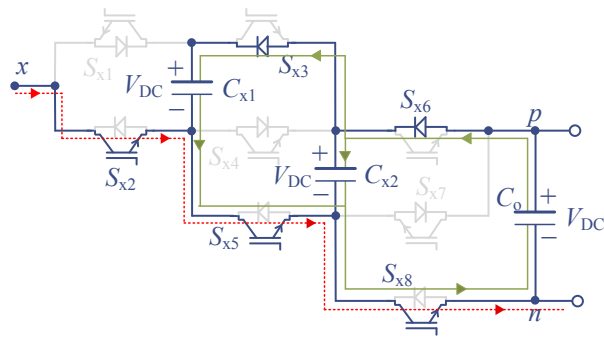 x
S_x1
+
V_DC
−
C_x1
S_x3
S_x2
S_x4
S_x6
p
+
V_DC
−
C_x2
S_x7
C_o
+
V_DC
−
S_x5
S_x8
n